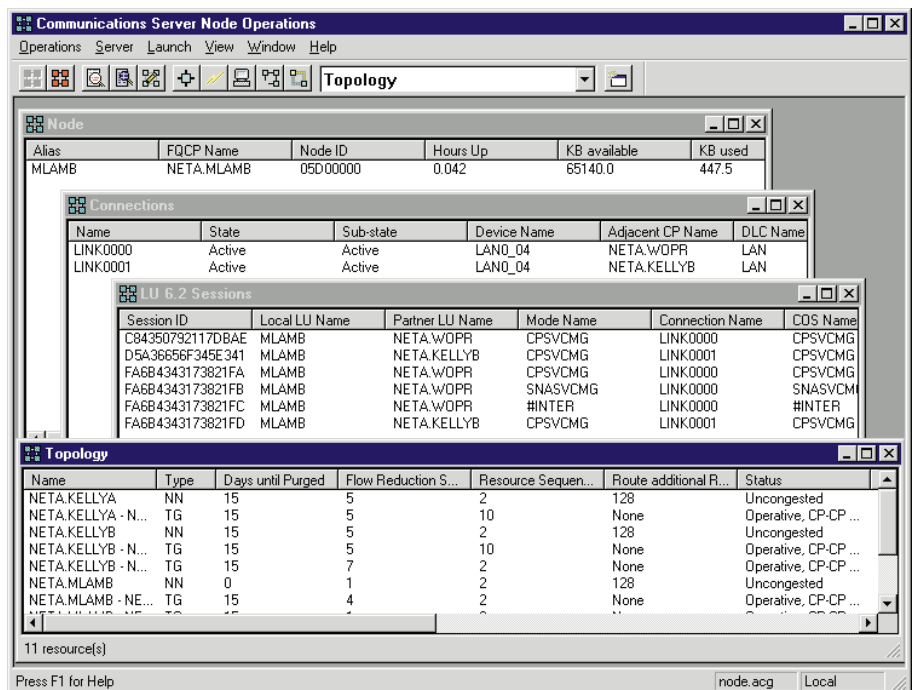 Communications Server Node Operations
Operations Server Launch View Window Help
Topology
Node
Alias FQCP Name Node ID Hours Up KB available KB used
MLAMB NETA.MLAMB 05D00000 0.042 65140.0 447.5
Connections
Name State Sub-state Device Name Adjacent CP Name DLC Name
LINK0000 Active Active LAN0_04 NETA.WOPR LAN
LINK0001 Active Active LAN0_04 NETA.KELLYB LAN
LU 6.2 Sessions
Session ID Local LU Name Partner LU Name Mode Name Connection Name COS Name
C84350792117DBAE MLAMB NETA.WOPR CPSVCMG LINK0000 CPSVCMG
D5A36656F345E341 MLAMB NETA.KELLYB CPSVCMG LINK0001 CPSVCMG
FA6B4343173821FA MLAMB NETA.WOPR CPSVCMG LINK0000 CPSVCMG
FA6B4343173821FB MLAMB NETA.WOPR SNASVCMG LINK0000 SNASVCM
FA6B4343173821FC MLAMB NETA.WOPR #INTER LINK0000 #INTER
FA6B4343173821FD MLAMB NETA.KELLYB CPSVCMG LINK0001 CPSVCMG
Topology
Name Type Days until Purged Flow Reduction S... Resource Sequen... Route additional R... Status
NETA.KELLYA NN 15 5 2 128 Uncongested
NETA.KELLYA - N... TG 15 5 10 None Operative, CP-CP ...
NETA.KELLYB NN 15 5 2 128 Uncongested
NETA.KELLYB - N... TG 15 5 10 None Operative, CP-CP ...
NETA.KELLYB - N... TG 15 7 2 None Operative, CP-CP ...
NETA.MLAMB NN 0 1 2 128 Uncongested
NETA.MLAMB - NE... TG 15 4 2 None Operative, CP-CP ...
11 resource(s)
Press F1 for Help node.acg Local